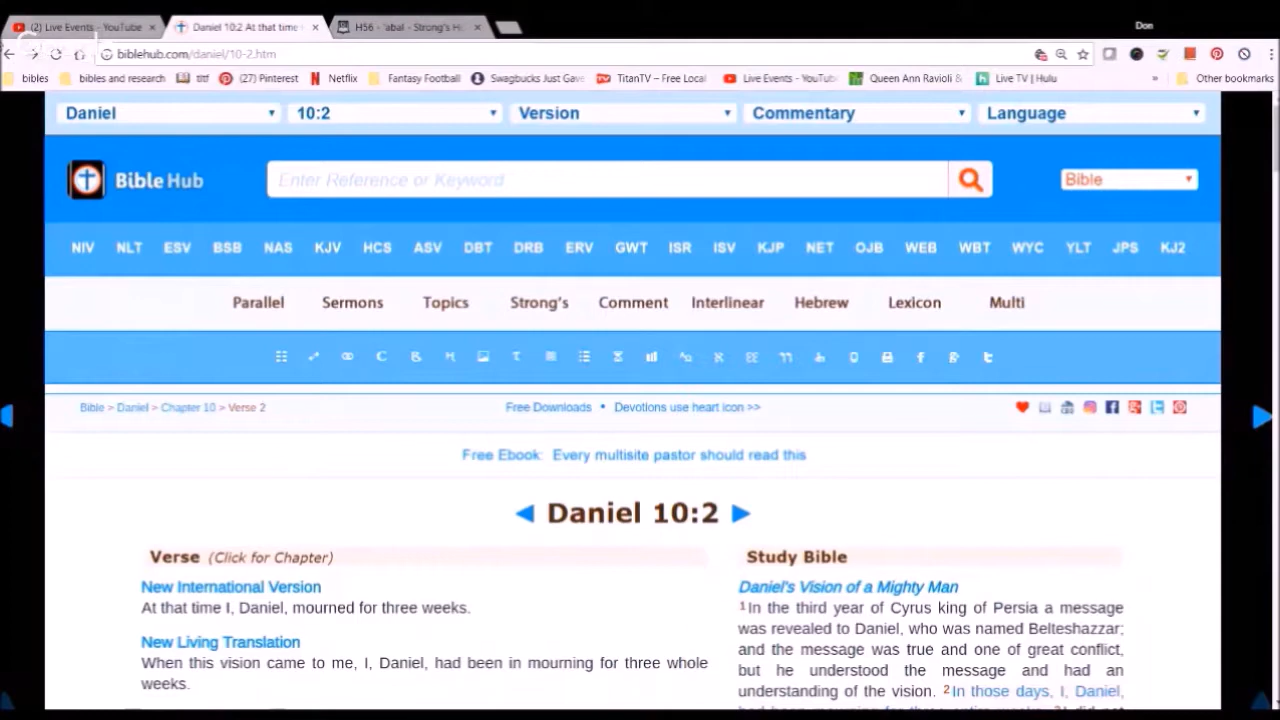 Don
(2) Live Events - YouTube
Daniel 10:2 At that time
H56 - 'abal - Strong's H
biblehub.com/daniel/10-2.htm
bibles
bibles and research
titf
(27) Pinterest
Netflix
Fantasy Football
Swagbucks Just Gave
TitanTV – Free Local
Live Events - YouTub
Queen Ann Ravioli &
Live TV | Hulu
»
Other bookmarks
Daniel
10:2
Version
Commentary
Language
Bible Hub
Enter Reference or Keyword
Bible
NIV NLT ESV BSB NAS KJV HCS ASV DBT DRB ERV GWT ISR ISV KJP NET OJB WEB WBT WYC YLT JPS KJ2
Parallel Sermons Topics Strong's Comment Interlinear Hebrew Lexicon Multi
Bible > Daniel > Chapter 10 > Verse 2
Free Downloads • Devotions use heart icon >>
Free Ebook: Every multisite pastor should read this
Daniel 10:2
Verse (Click for Chapter)
New International Version
At that time I, Daniel, mourned for three weeks.
New Living Translation
When this vision came to me, I, Daniel, had been in mourning for three whole
weeks.
Study Bible
Daniel's Vision of a Mighty Man
1In the third year of Cyrus king of Persia a message
was revealed to Daniel, who was named Belteshazzar;
and the message was true and one of great conflict,
but he understood the message and had an
understanding of the vision. 2In those days, I, Daniel,